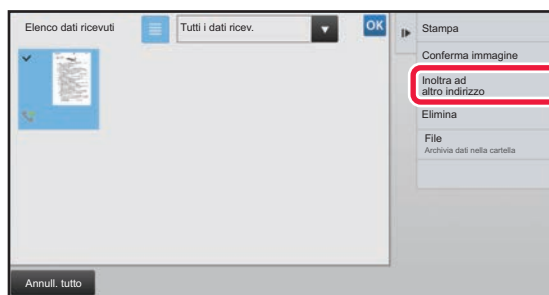 Elenco dati ricevuti
Tutti i dati ricev.
OK
Stampa
Conferma immagine
Inoltra ad
altro indirizzo
Elimina
File
Archivia dati nella cartella
Annull. tutto